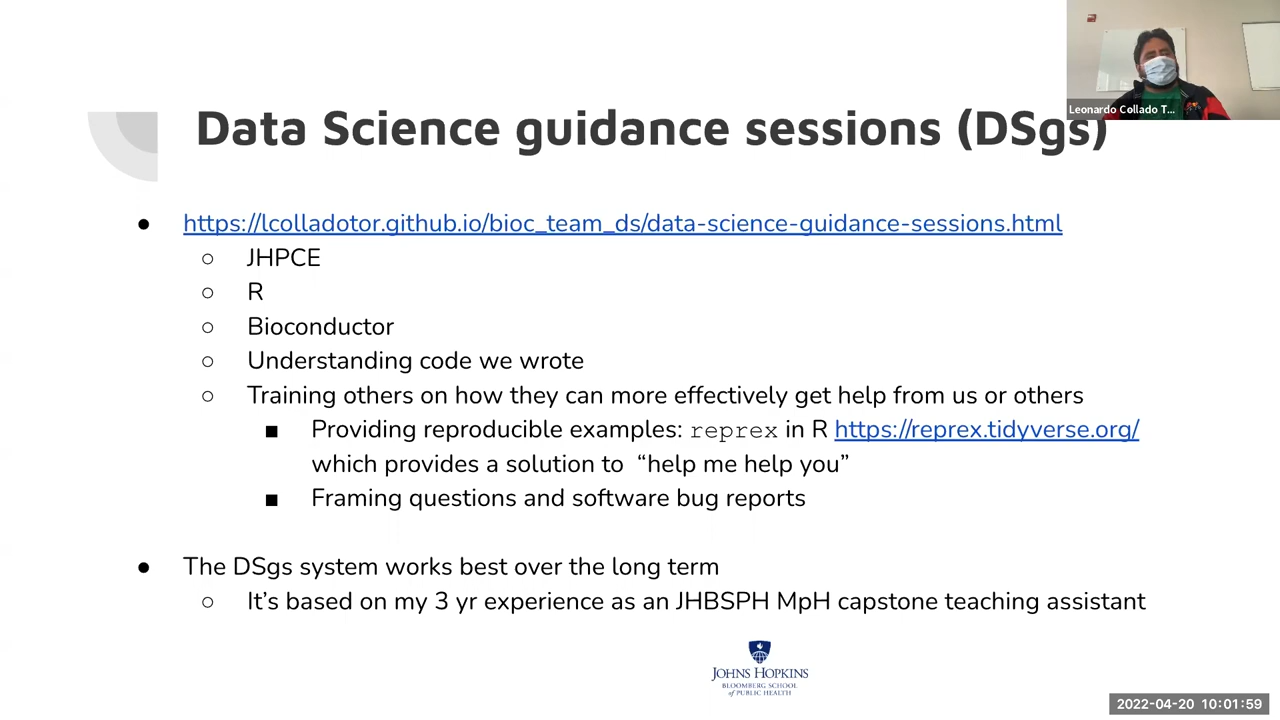 Leonardo Collado T...
Data Science guidance sessions (DSgs)
● https://lcolladotor.github.io/bioc_team_ds/data-science-guidance-sessions.html
○ JHPCE
○ R
○ Bioconductor
○ Understanding code we wrote
○ Training others on how they can more effectively get help from us or others
■ Providing reproducible examples: reprex in R https://reprex.tidyverse.org/
which provides a solution to “help me help you”
■ Framing questions and software bug reports
● The DSgs system works best over the long term
○ It’s based on my 3 yr experience as an JHBSPH MpH capstone teaching assistant
JOHNS HOPKINS
BLOOMBERG SCHOOL
of PUBLIC HEALTH
2022-04-20 10:01:59